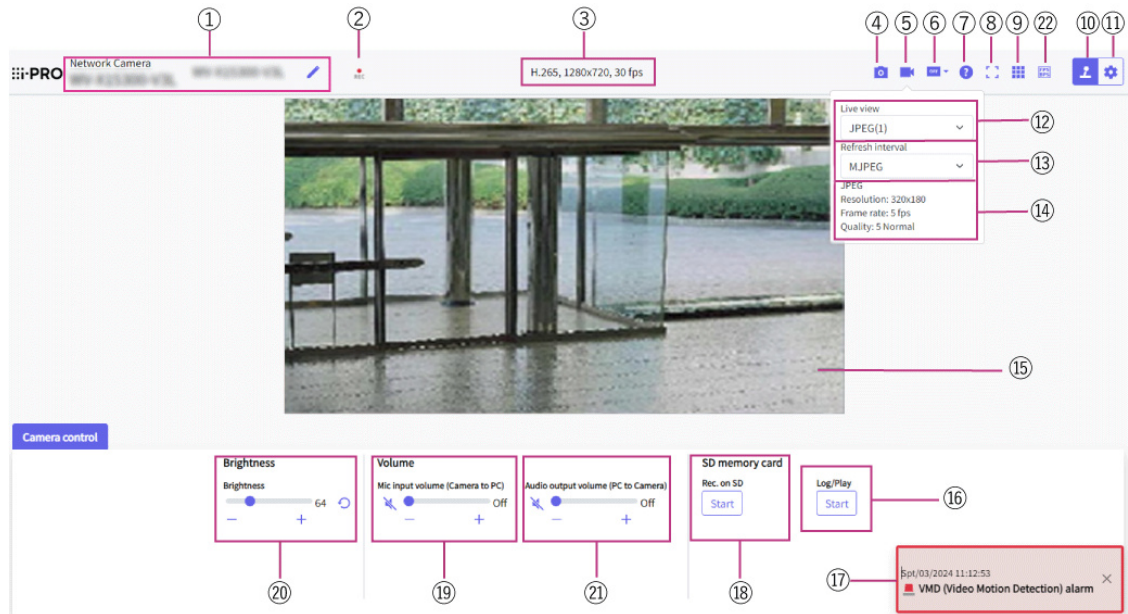 ① ② ③ ④ ⑤ ⑥ ⑦ ⑧ ⑨ ㉒ ⑩ ⑪
i-PRO
Network Camera
REC
H.265, 1280x720, 30 fps
Live view
JPEG(1)
⑫
Refresh interval
MJPEG
⑬
JPEG
Resolution: 320x180
Frame rate: 5 fps
Quality: 5 Normal
⑭
⑮
Camera control
Brightness
Brightness
64
− +
Volume
Mic input volume (Camera to PC)
Off
− +
Audio output volume (PC to Camera)
Off
− +
SD memory card
Rec. on SD
Start
Log/Play
Start
⑯
⑰
Spt/03/2024 11:12:53
VMD (Video Motion Detection) alarm
⑳ ⑲ ㉑ ⑱